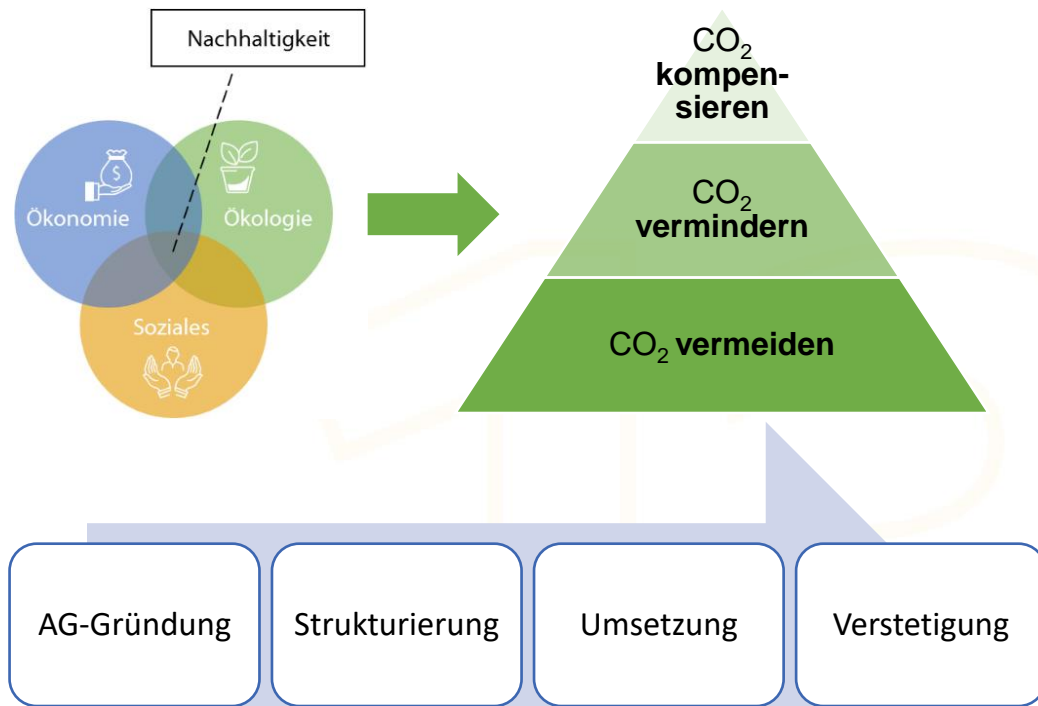 Nachhaltigkeit
Ökonomie
$
Ökologie
Soziales
CO₂
kompen-
sieren
CO₂
vermindern
CO₂ vermeiden
AG-Gründung
Strukturierung
Umsetzung
Verstetigung